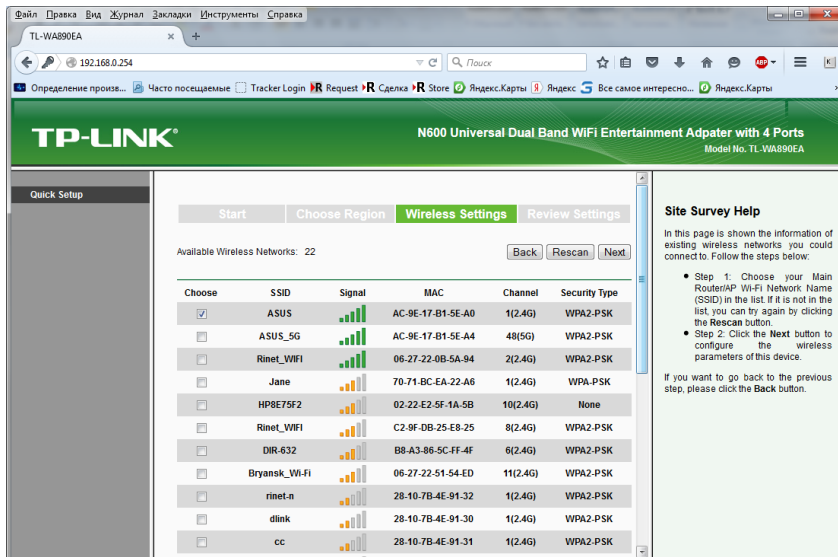 Файл Правка Вид Журнал Закладки Инструменты Справка
TL-WA890EA
192.168.0.254
Поиск
ABP
K
Определение произв... Часто посещаемые Tracker Login Request Сделка Store Яндекс.Карты Яндекс Все самое интересно... Яндекс.Карты
TP-LINK®
N600 Universal Dual Band WiFi Entertainment Adpater with 4 Ports
Model No. TL-WA890EA
Quick Setup
Start Choose Region Wireless Settings Review Settings
Available Wireless Networks: 22
Back Rescan Next
Choose SSID Signal MAC Channel Security Type
ASUS AC-9E-17-B1-5E-A0 1(2.4G) WPA2-PSK
ASUS_5G AC-9E-17-B1-5E-A4 48(5G) WPA2-PSK
Rinet_WIFI 06-27-22-0B-5A-94 2(2.4G) WPA2-PSK
Jane 70-71-BC-EA-22-A6 1(2.4G) WPA-PSK
HP8E75F2 02-22-E2-5F-1A-5B 10(2.4G) None
Rinet_WIFI C2-9F-DB-25-E8-25 8(2.4G) WPA2-PSK
DIR-632 B8-A3-86-5C-FF-4F 6(2.4G) WPA2-PSK
Bryansk_Wi-Fi 06-27-22-51-54-ED 11(2.4G) WPA2-PSK
rinet-n 28-10-7B-4E-91-32 1(2.4G) WPA2-PSK
dlink 28-10-7B-4E-91-30 1(2.4G) WPA2-PSK
cc 28-10-7B-4E-91-31 1(2.4G) WPA2-PSK
Site Survey Help
In this page is shown the information of
existing wireless networks you could
connect to. Follow the steps below:
Step 1: Choose your Main
Router/AP Wi-Fi Network Name
(SSID) in the list. If it is not in the
list, you can try again by clicking
the Rescan button.
Step 2: Click the Next button to
configure the wireless
parameters of this device.
If you want to go back to the previous
step, please click the Back button.